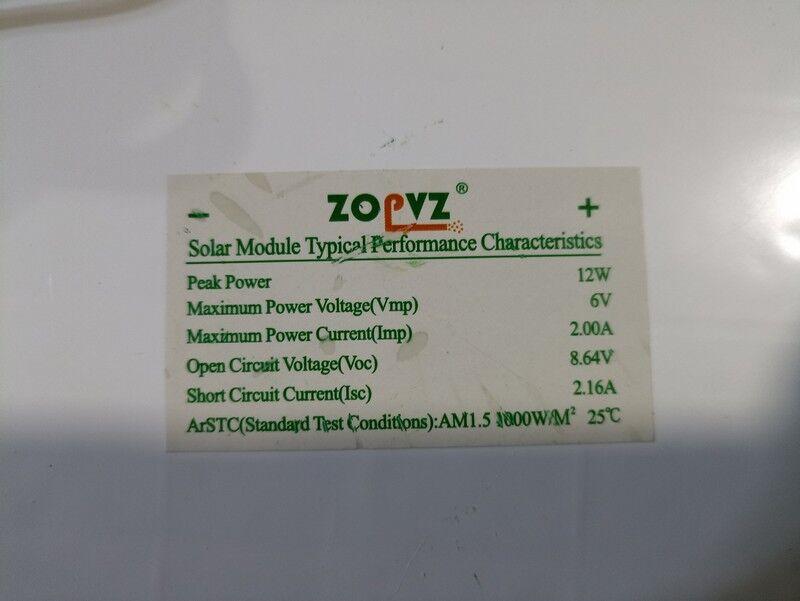 ZOPVZ®
- +
Solar Module Typical Performance Characteristics
Peak Power 12W
Maximum Power Voltage(Vmp) 6V
Maximum Power Current(Imp) 2.00A
Open Circuit Voltage(Voc) 8.64V
Short Circuit Current(Isc) 2.16A
ArSTC(Standard Test Conditions):AM1.5 1000W/M² 25℃